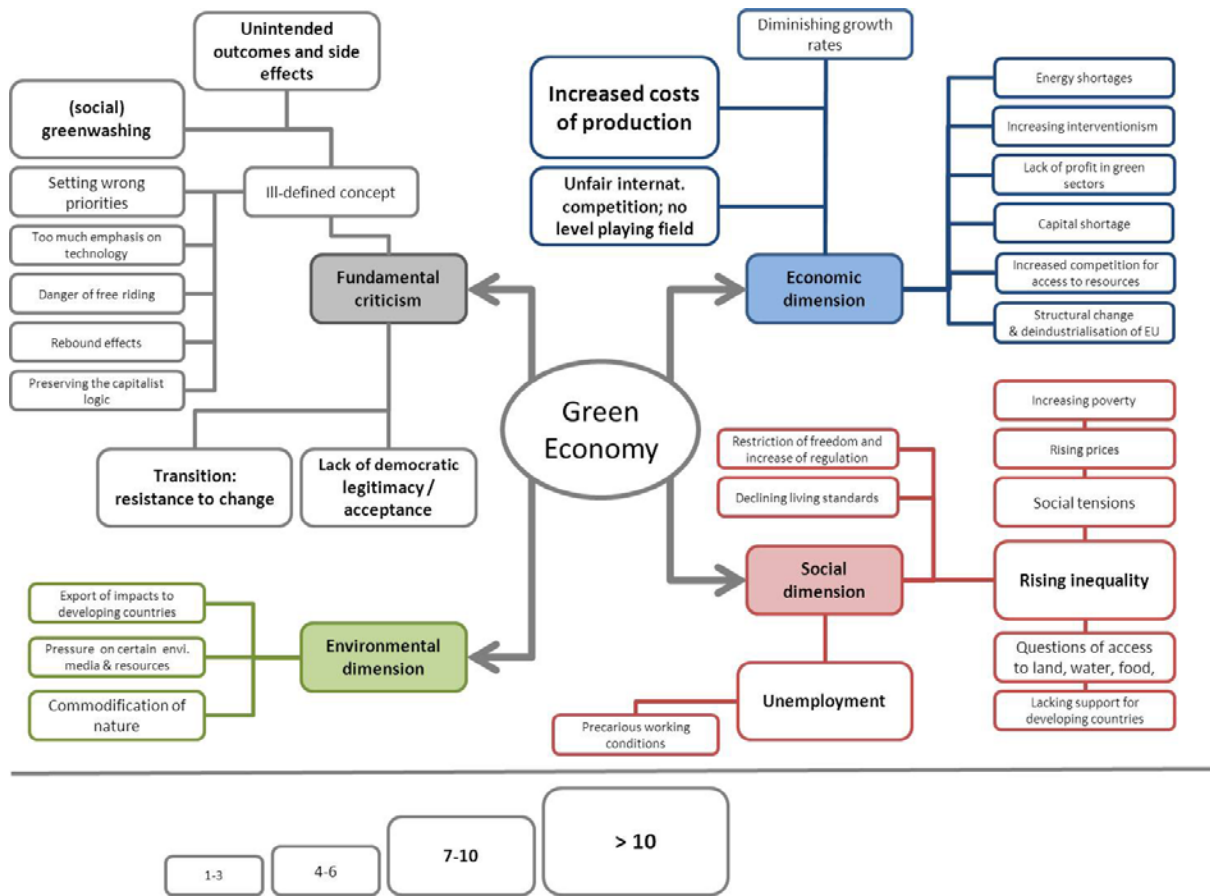 Unintended
outcomes and side
effects
(social)
greenwashing
Setting wrong
priorities
Ill-defined concept
Too much emphasis on
technology
Danger of free riding
Rebound effects
Preserving the capitalist
logic
Fundamental
criticism
Transition:
resistance to change
Lack of democratic
legitimacy /
acceptance
Diminishing growth
rates
Increased costs
of production
Unfair internat.
competition; no
level playing field
Economic
dimension
Energy shortages
Increasing interventionism
Lack of profit in green
sectors
Capital shortage
Increased competition for
access to resources
Structural change
& deindustrialisation of EU
Green
Economy
Export of impacts to
developing countries
Pressure on certain envi.
media & resources
Commodification of
nature
Environmental
dimension
Restriction of freedom and
increase of regulation
Declining living standards
Social
dimension
Unemployment
Precarious working
conditions
Increasing poverty
Rising prices
Social tensions
Rising inequality
Questions of access
to land, water, food,
Lacking support for
developing countries
1-3
4-6
7-10
> 10